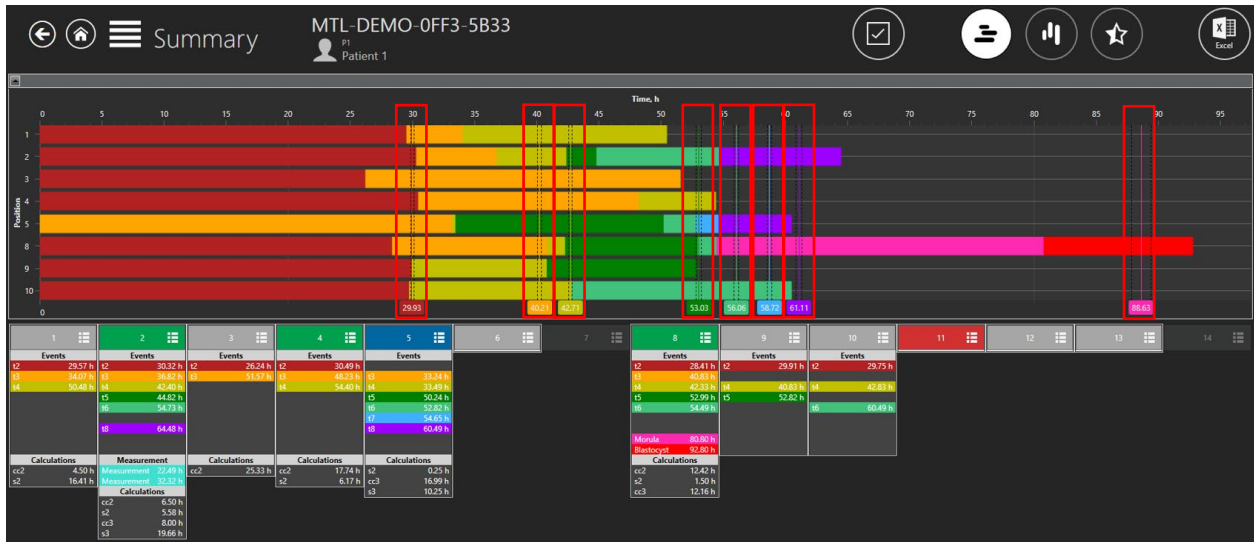 Summary
MTL-DEMO-0FF3-5B33
P1
Patient 1
Excel
Time, h
0 5 10 15 20 25 30 35 40 45 50 55 60 65 70 75 80 85 90 95
Position
1
2
3
4
5
8
9
10
0
29.93 40.21 42.71 53.03 56.06 58.72 61.11 88.63
1
Events
t2 29.57 h
t3 34.07 h
t4 50.48 h
Calculations
cc2 4.50 h
s2 16.41 h
2
Events
t2 30.32 h
t3 36.82 h
t4 42.40 h
t5 44.82 h
t6 54.73 h
t8 64.48 h
Measurement
Measurement 22.49 h
Measurement 32.32 h
Calculations
cc2 6.50 h
s2 5.58 h
cc3 8.00 h
s3 19.66 h
3
Events
t2 26.24 h
t3 51.57 h
Calculations
cc2 25.33 h
4
Events
t2 30.49 h
t3 48.23 h
t4 54.40 h
Calculations
cc2 17.74 h
s2 6.17 h
5
Events
t3 33.24 h
t4 33.49 h
t5 50.24 h
t6 52.82 h
t7 54.65 h
t8 60.49 h
Calculations
s2 0.25 h
cc3 16.99 h
s3 10.25 h
6
7
8
Events
t2 28.41 h
t3 40.83 h
t4 42.33 h
t5 52.99 h
t6 54.49 h
Morula 80.80 h
Blastocyst 92.80 h
Calculations
cc2 12.42 h
s2 1.50 h
cc3 12.16 h
9
Events
t2 29.91 h
t4 40.83 h
t5 52.82 h
10
Events
t2 29.75 h
t4 42.83 h
t6 60.49 h
11
12
13
14